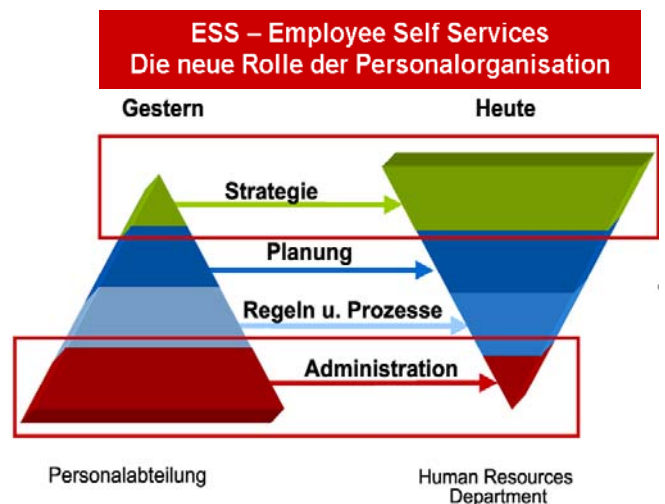 ESS – Employee Self Services
Die neue Rolle der Personalorganisation
Gestern
Heute
Strategie
Planung
Regeln u. Prozesse
Administration
Personalabteilung
Human Resources
Department